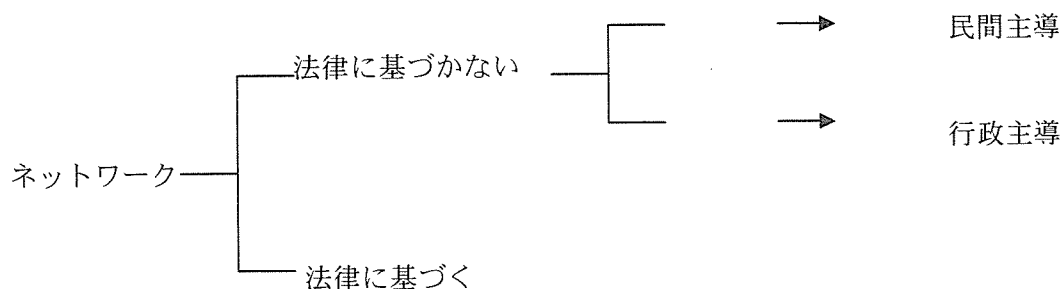 民間主導
法律に基づかない
行政主導
ネットワーク
法律に基づく